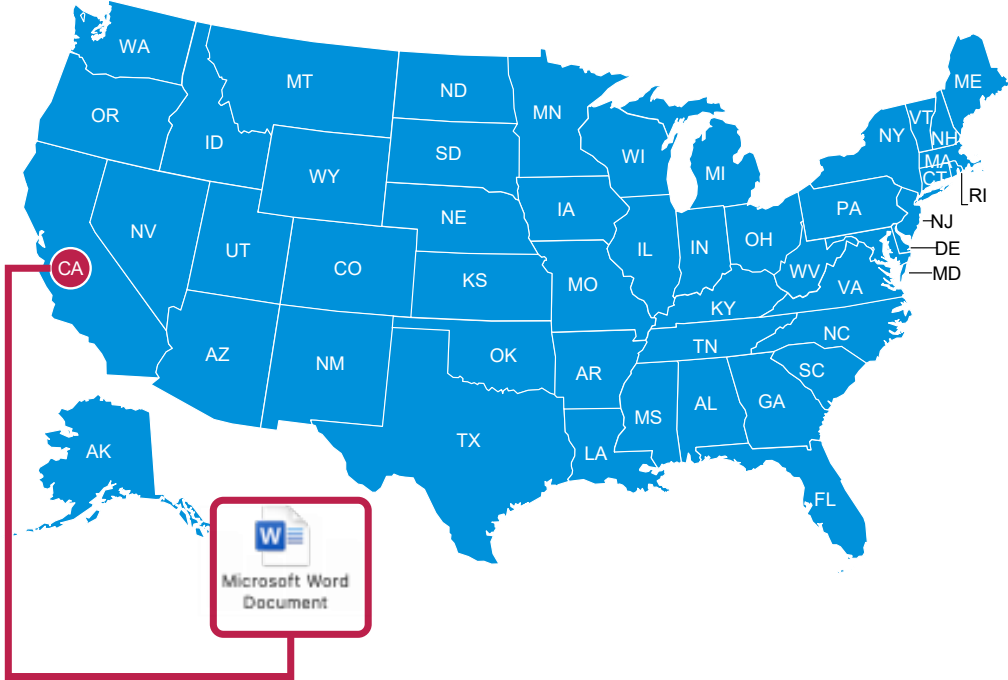 WA
MT
ND
MN
ME
OR
ID
SD
WI
MI
NY
VT
NH
MA
CT
RI
WY
NE
IA
PA
NJ
NV
UT
CO
KS
MO
IL
IN
OH
WV
VA
DE
MD
CA
KY
NC
TN
SC
AZ
NM
OK
AR
MS
AL
GA
TX
LA
AK
FL
W
Microsoft Word
Document